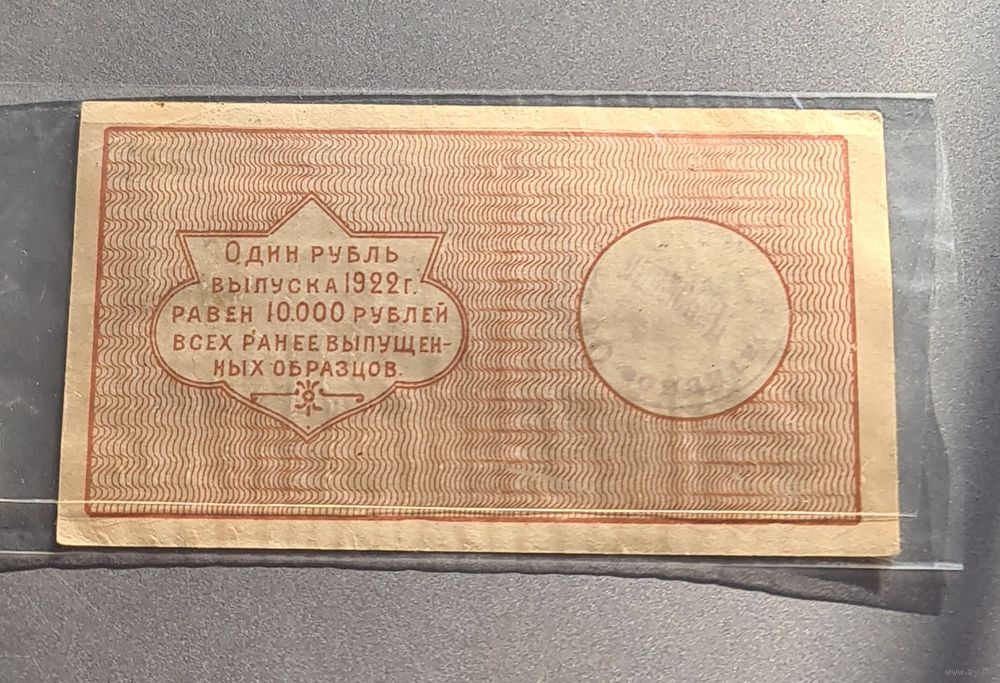 Один рубль
выпуска 1922 г.
равен 10.000 рублей
всех ранее выпущен-
ных образцов.